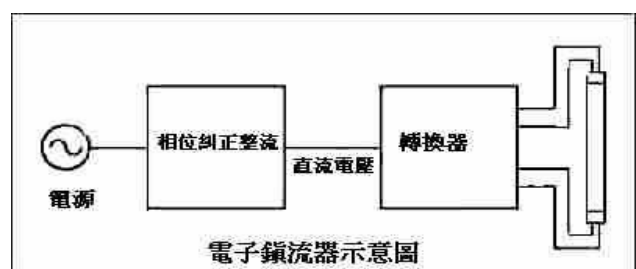 電源
相位糾正整流
直流電壓
轉換器
電子鎮流器示意圖